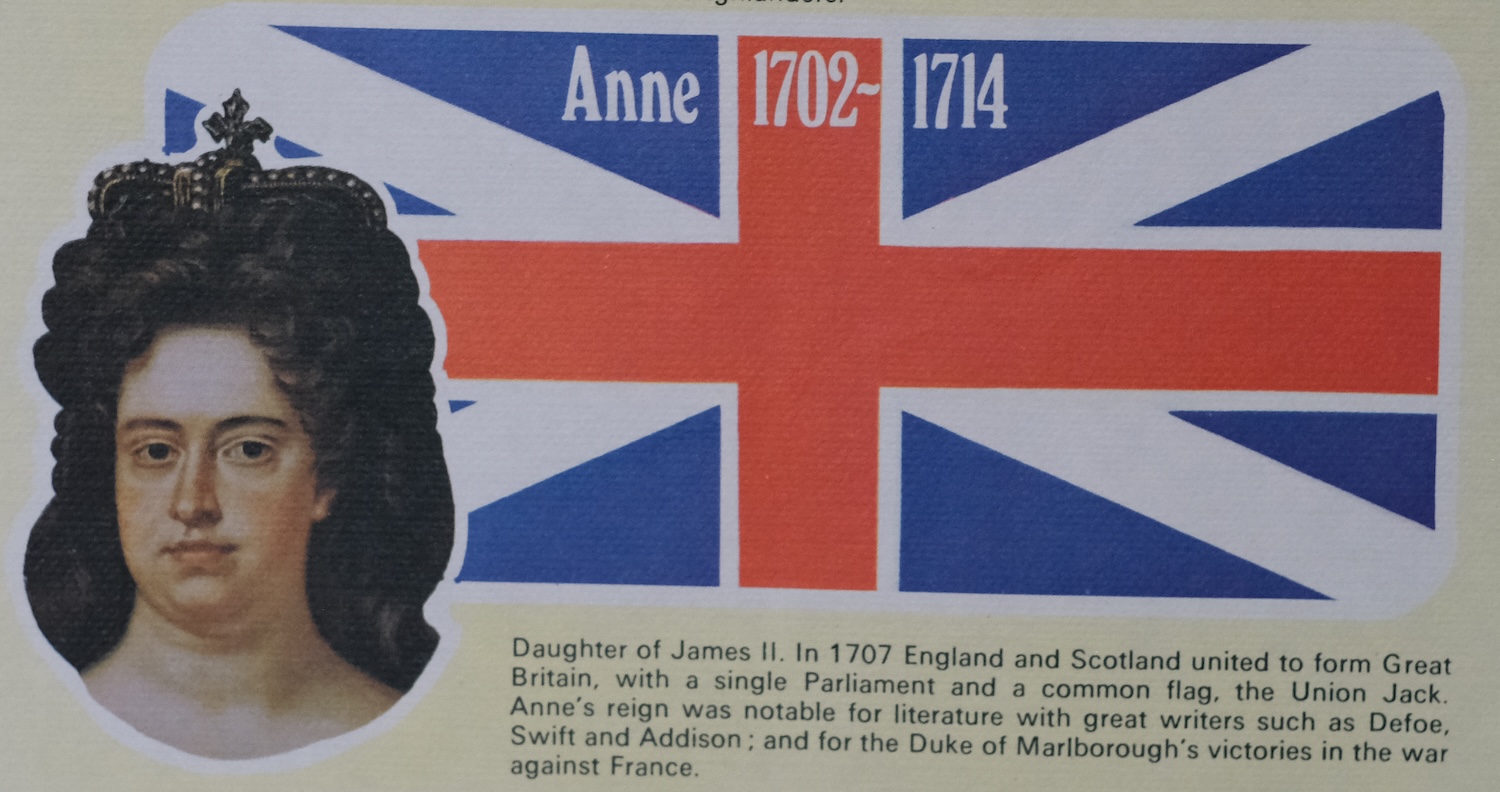 Anne 1702~1714
Daughter of James II. In 1707 England and Scotland united to form Great
Britain, with a single Parliament and a common flag, the Union Jack.
Anne's reign was notable for literature with great writers such as Defoe,
Swift and Addison; and for the Duke of Marlborough's victories in the war
against France.